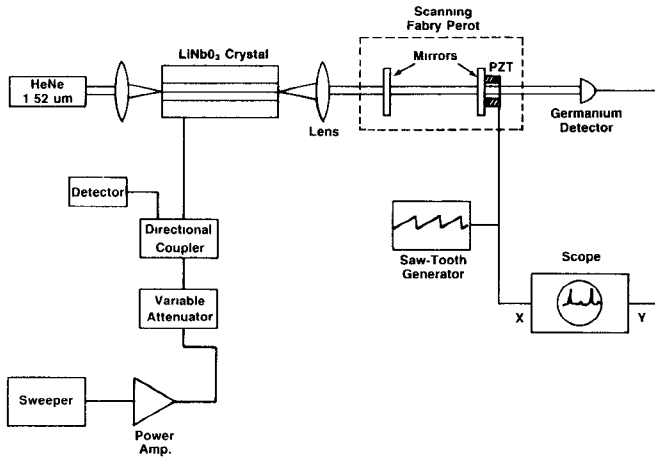 Scanning
Fabry Perot
LiNb0₃ Crystal
Mirrors
PZT
HeNe
1 52 um
Lens
Germanium
Detector
Detector
Directional
Coupler
Saw-Tooth
Generator
Scope
X
Y
Variable
Attenuator
Sweeper
Power
Amp.